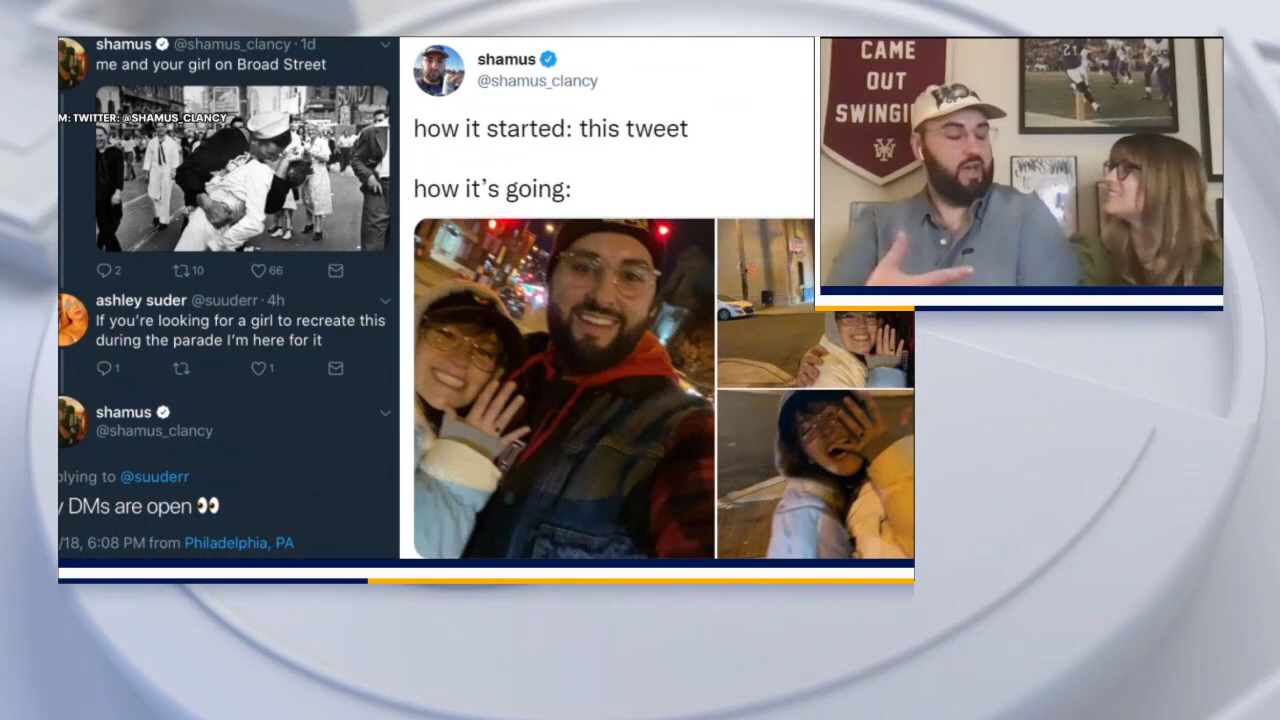 shamus @shamus_clancy · 1d
me and your girl on Broad Street
M: TWITTER: @SHAMUS_CLANCY
2 10 66
ashley suder @suuderr · 4h
If you're looking for a girl to recreate this
during the parade I'm here for it
1 1
shamus
@shamus_clancy
plying to @suuderr
y DMs are open 👀
/18, 6:08 PM from Philadelphia, PA
shamus
@shamus_clancy
how it started: this tweet
how it's going:
CAME
OUT
SWINGI